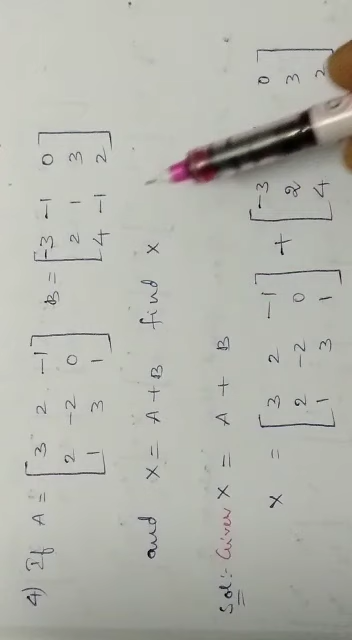 4) If A = [3 2 -1 B = [-3 -1 0
2 -2 0 2 1 3
1 3 1] 4 -1 2]
and X = A + B find X
Sol:- Given X = A + B
X = [3 2 -1 + [-3 0
2 -2 0 2 3
1 3 1] 4 2]